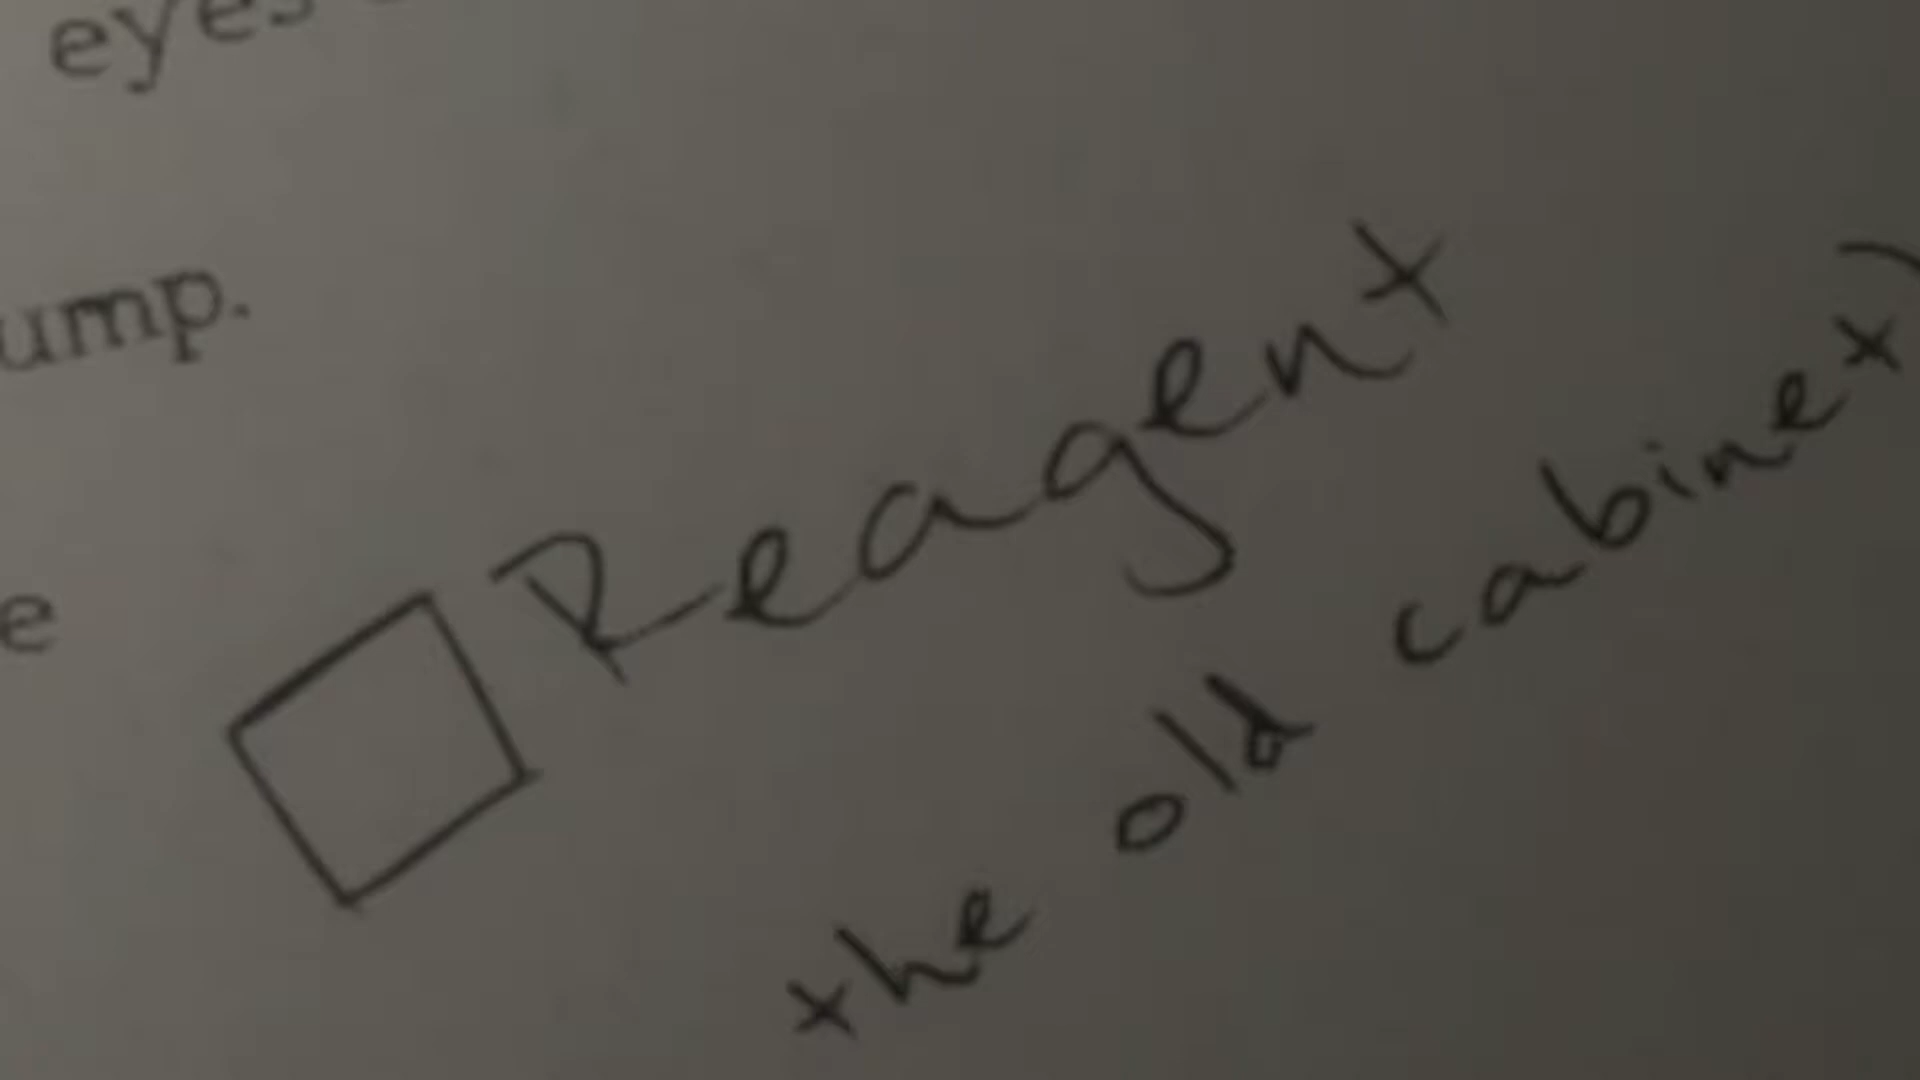 eyes
ump.
e
Reagent
the old cabinet)